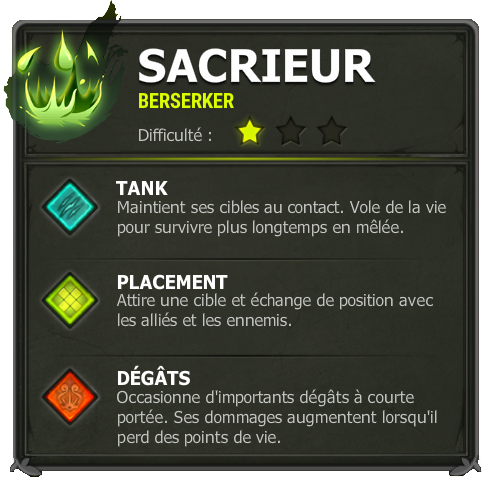 SACRIEUR
BERSERKER
Difficulté :
TANK
Maintient ses cibles au contact. Vole de la vie
pour survivre plus longtemps en mêlée.
PLACEMENT
Attire une cible et échange de position avec
les alliés et les ennemis.
DÉGÂTS
Occasionne d'importants dégâts à courte
portée. Ses dommages augmentent lorsqu'il
perd des points de vie.